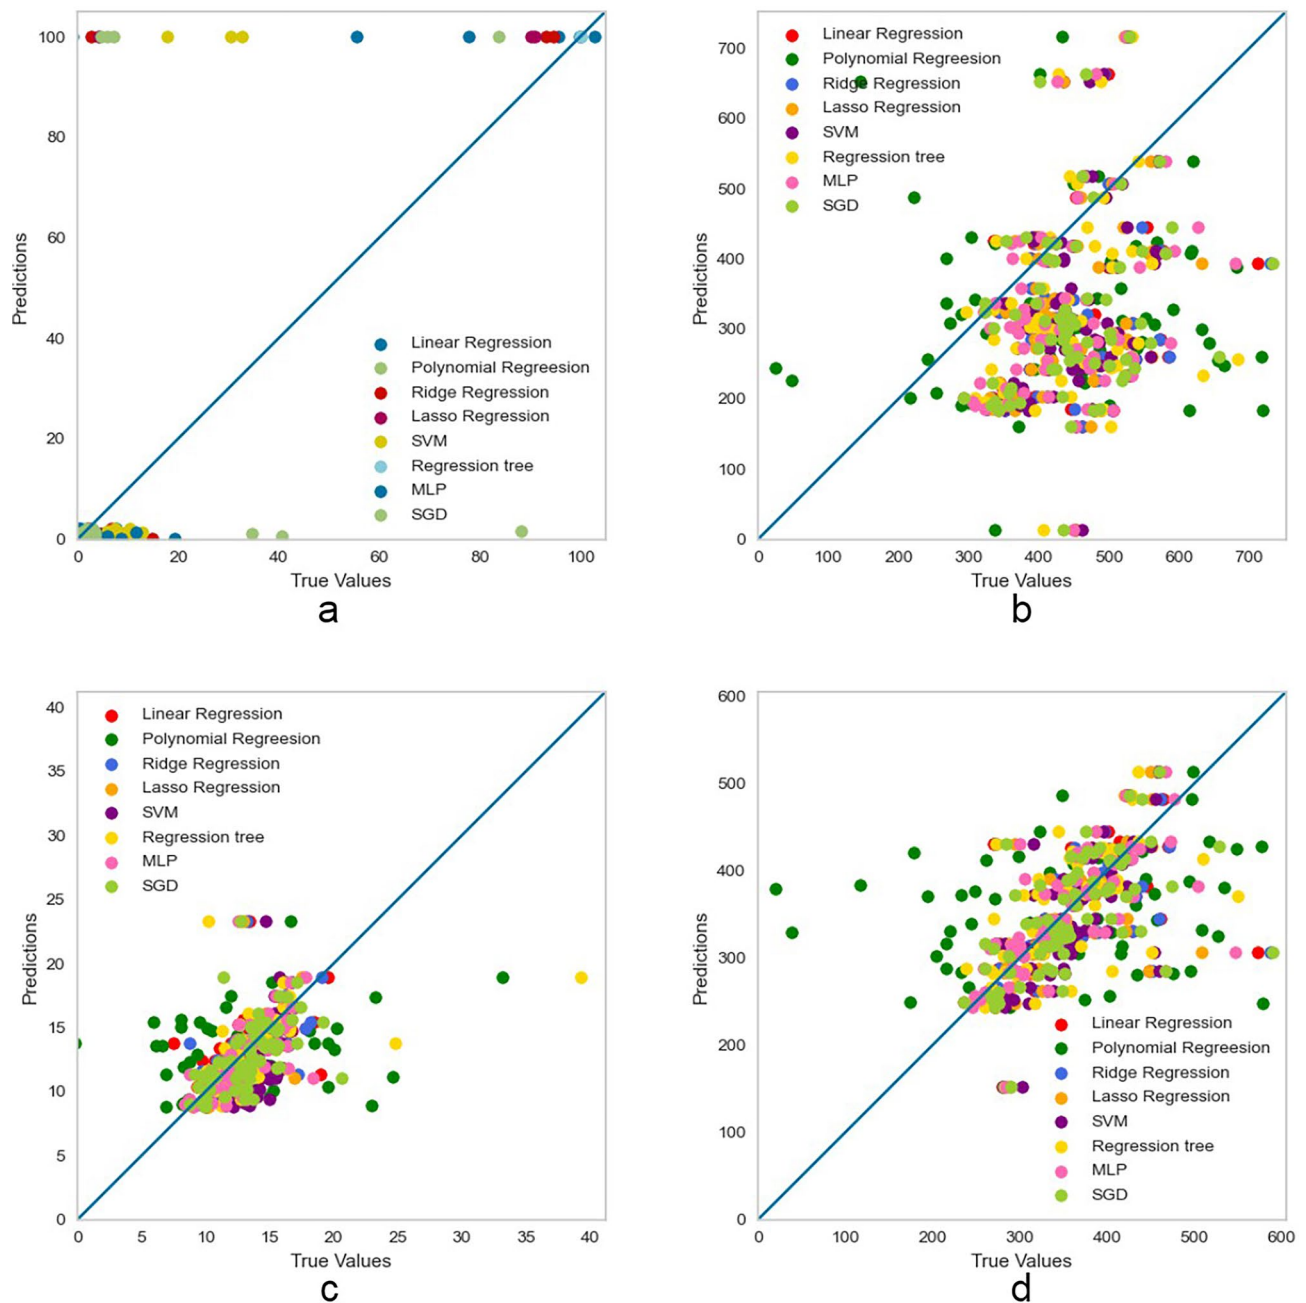 100
80
60
40
20
0
Predictions
Linear Regression
Polynomial Regreesion
Ridge Regression
Lasso Regression
SVM
Regression tree
MLP
SGD
0 20 40 60 80 100
True Values
a
700
600
500
400
300
200
100
0
Predictions
Linear Regression
Polynomial Regreesion
Ridge Regression
Lasso Regression
SVM
Regression tree
MLP
SGD
0 100 200 300 400 500 600 700
True Values
b
40
35
30
25
20
15
10
5
0
Predictions
Linear Regression
Polynomial Regreesion
Ridge Regression
Lasso Regression
SVM
Regression tree
MLP
SGD
0 5 10 15 20 25 30 35 40
True Values
c
600
500
400
300
200
100
0
Predictions
Linear Regression
Polynomial Regreesion
Ridge Regression
Lasso Regression
SVM
Regression tree
MLP
SGD
0 100 200 300 400 500 600
True Values
d